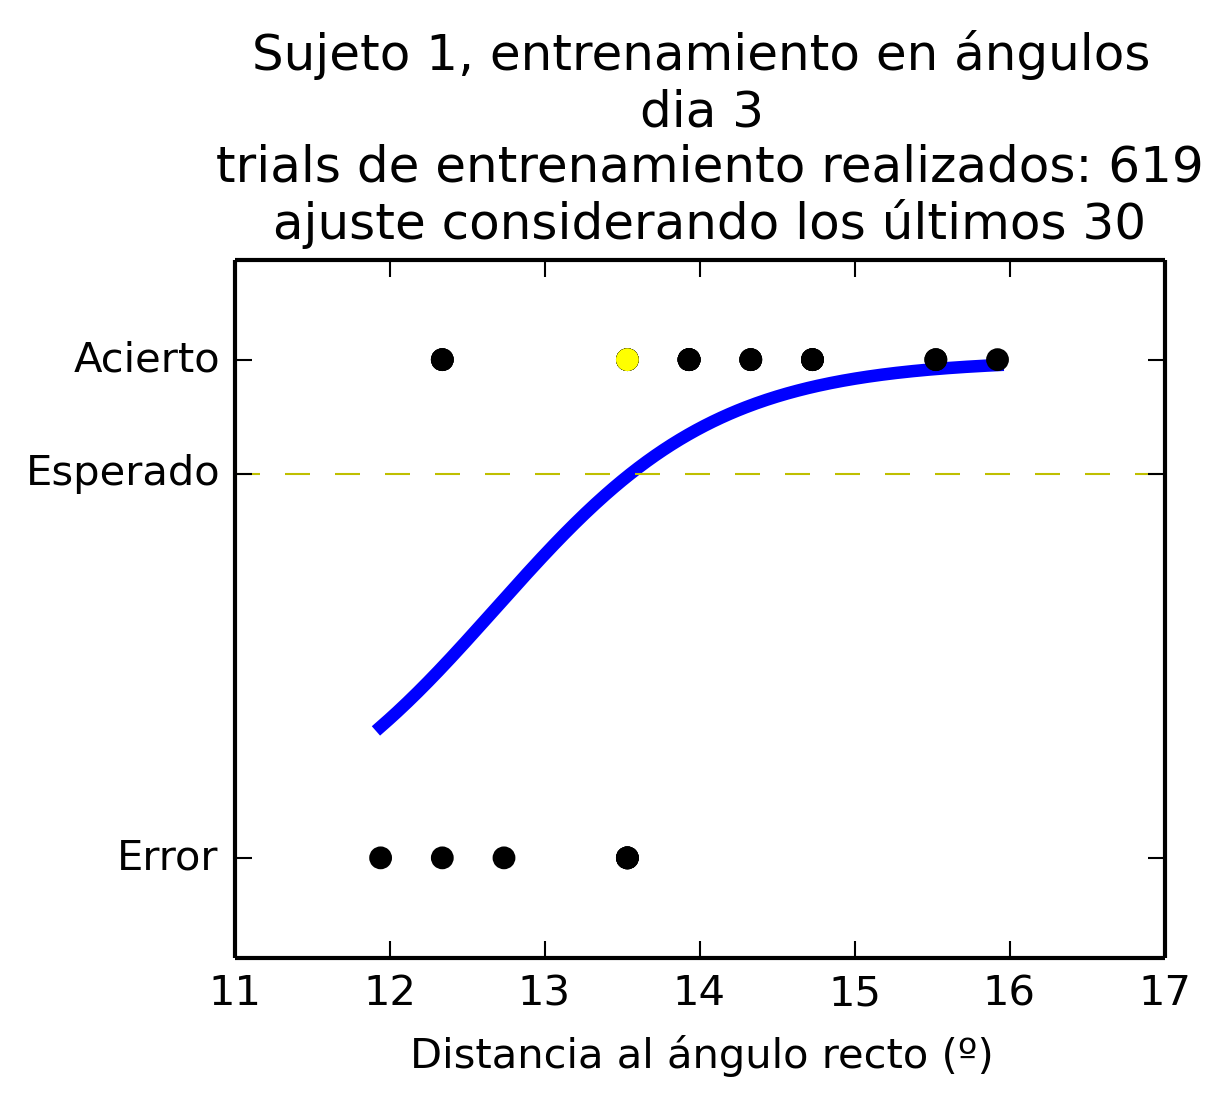 Sujeto 1, entrenamiento en ángulos
dia 3
trials de entrenamiento realizados: 619
ajuste considerando los últimos 30
Acierto
Esperado
Error
11 12 13 14 15 16 17
Distancia al ángulo recto (º)